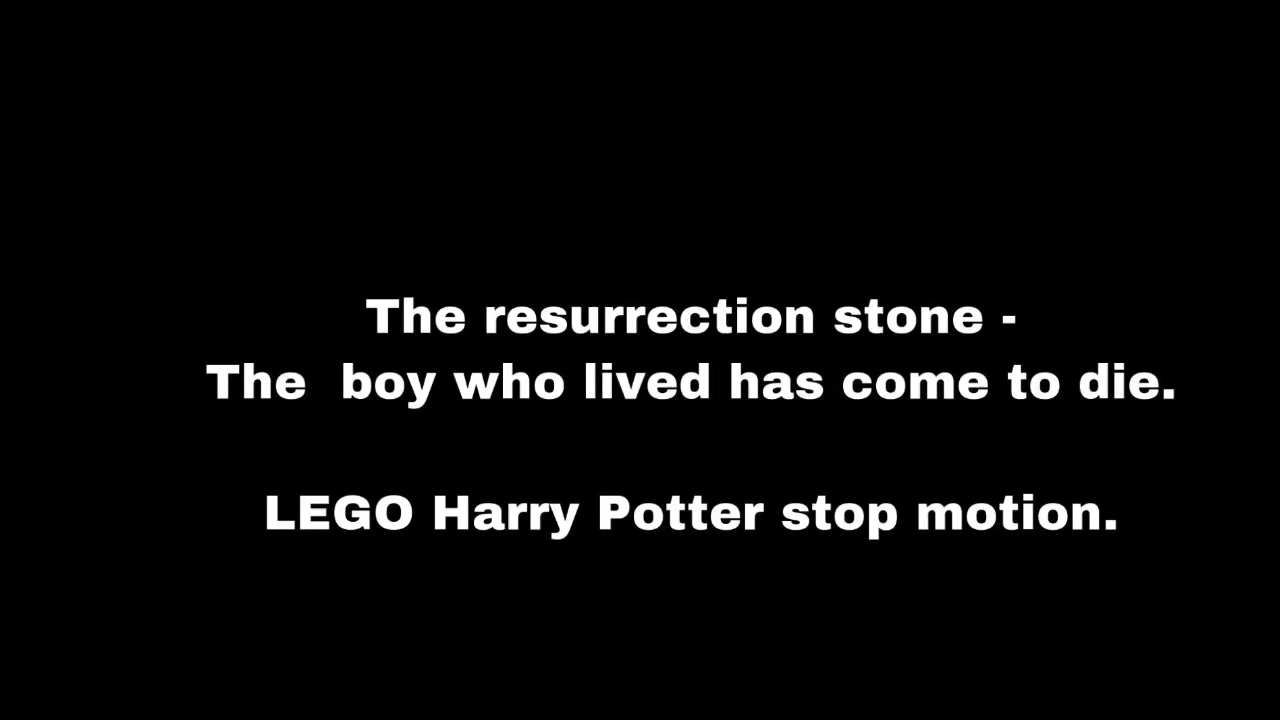 The resurrection stone -
The  boy who lived has come to die.
LEGO Harry Potter stop motion.